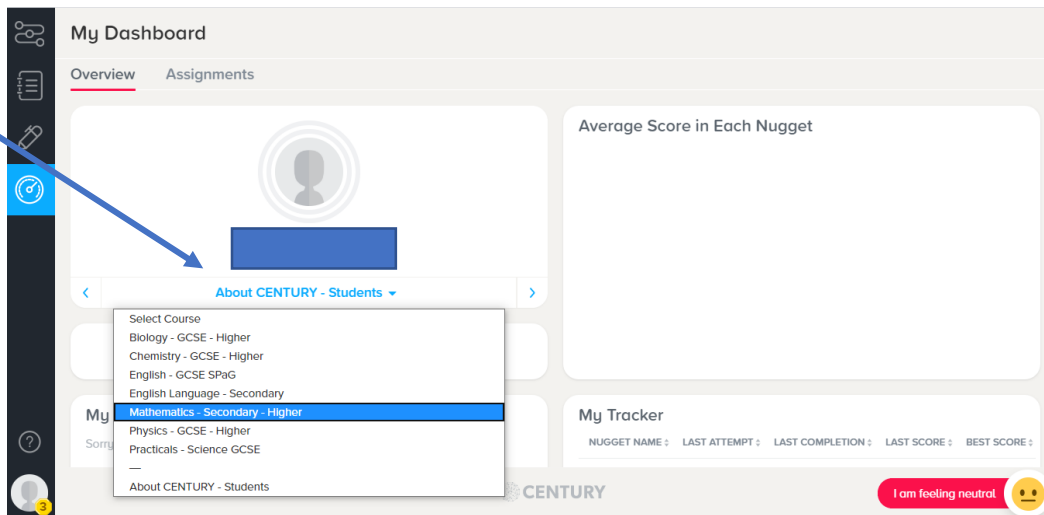 My Dashboard
Overview Assignments
About CENTURY - Students
Select Course
Biology - GCSE - Higher
Chemistry - GCSE - Higher
English - GCSE SPaG
English Language - Secondary
Mathematics - Secondary - Higher
Physics - GCSE - Higher
Practicals - Science GCSE
—
About CENTURY - Students
My
Sorry
Average Score in Each Nugget
My Tracker
NUGGET NAME LAST ATTEMPT LAST COMPLETION LAST SCORE BEST SCORE
? 
3
CENTURY
I am feeling neutral